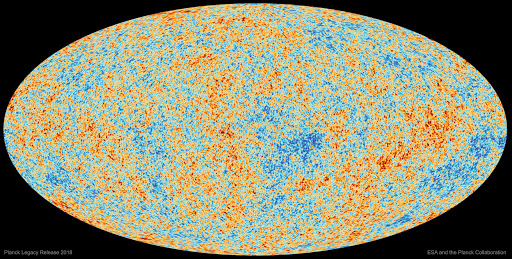 Planck Legacy Release 2018
ESA and the Planck Collaboration